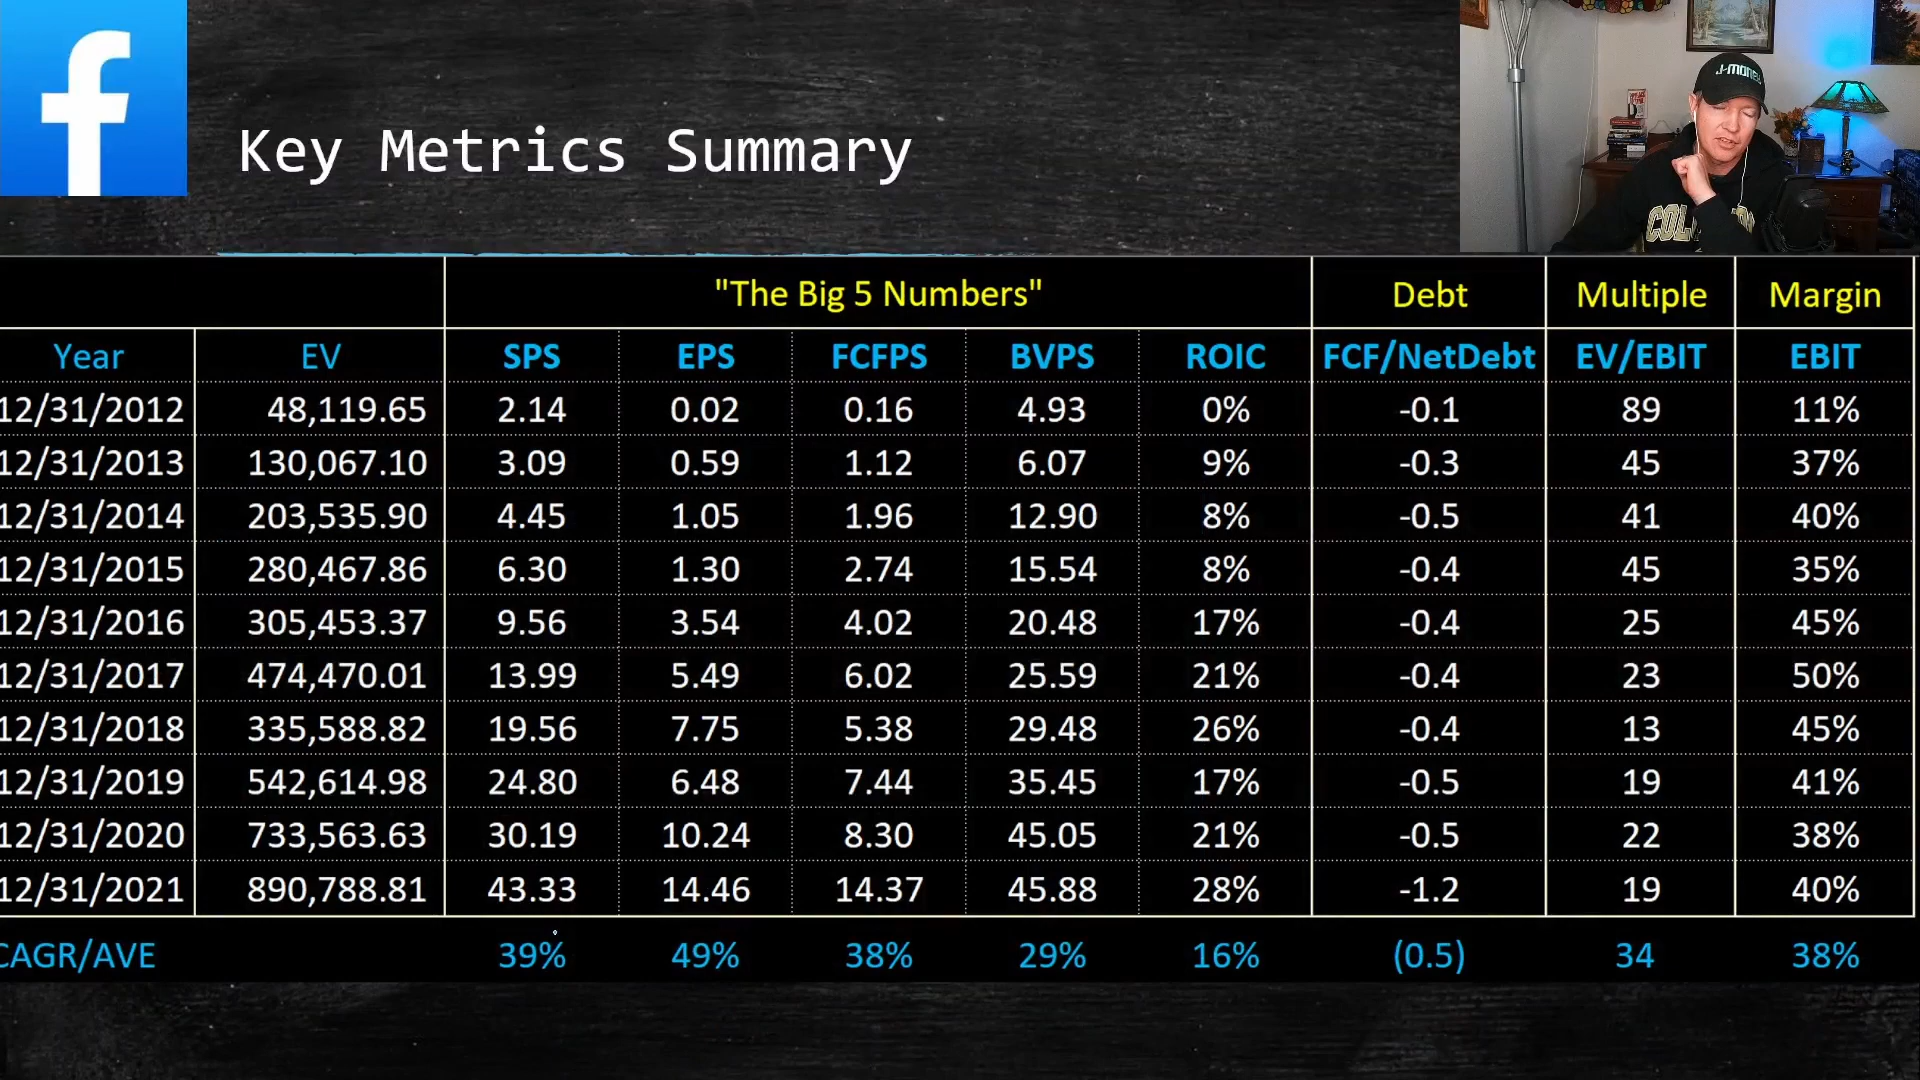 f
Key Metrics Summary
J-MONEY
"The Big 5 Numbers" Debt Multiple Margin
Year EV SPS EPS FCFPS BVPS ROIC FCF/NetDebt EV/EBIT EBIT
12/31/2012 48,119.65 2.14 0.02 0.16 4.93 0% -0.1 89 11%
12/31/2013 130,067.10 3.09 0.59 1.12 6.07 9% -0.3 45 37%
12/31/2014 203,535.90 4.45 1.05 1.96 12.90 8% -0.5 41 40%
12/31/2015 280,467.86 6.30 1.30 2.74 15.54 8% -0.4 45 35%
12/31/2016 305,453.37 9.56 3.54 4.02 20.48 17% -0.4 25 45%
12/31/2017 474,470.01 13.99 5.49 6.02 25.59 21% -0.4 23 50%
12/31/2018 335,588.82 19.56 7.75 5.38 29.48 26% -0.4 13 45%
12/31/2019 542,614.98 24.80 6.48 7.44 35.45 17% -0.5 19 41%
12/31/2020 733,563.63 30.19 10.24 8.30 45.05 21% -0.5 22 38%
12/31/2021 890,788.81 43.33 14.46 14.37 45.88 28% -1.2 19 40%
CAGR/AVE 39% 49% 38% 29% 16% (0.5) 34 38%